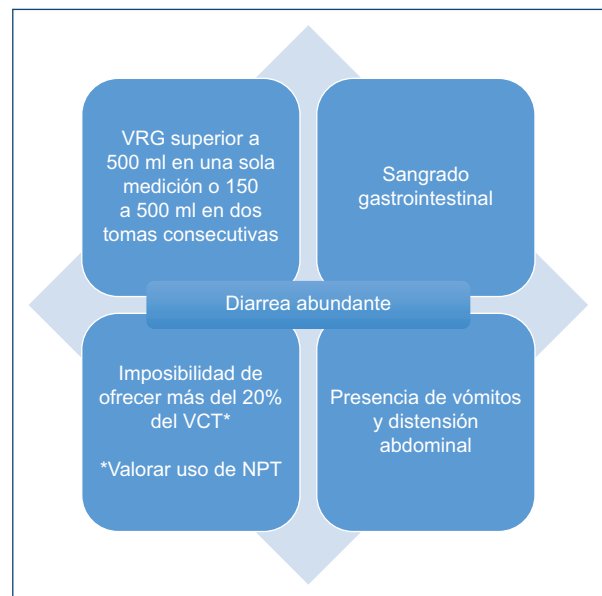 VRG superior a
500 ml en una sola
medición o 150
a 500 ml en dos
tomas consecutivas
Sangrado
gastrointestinal
Diarrea abundante
Imposibilidad de
ofrecer más del 20%
del VCT*
*Valorar uso de NPT
Presencia de vómitos
y distensión
abdominal